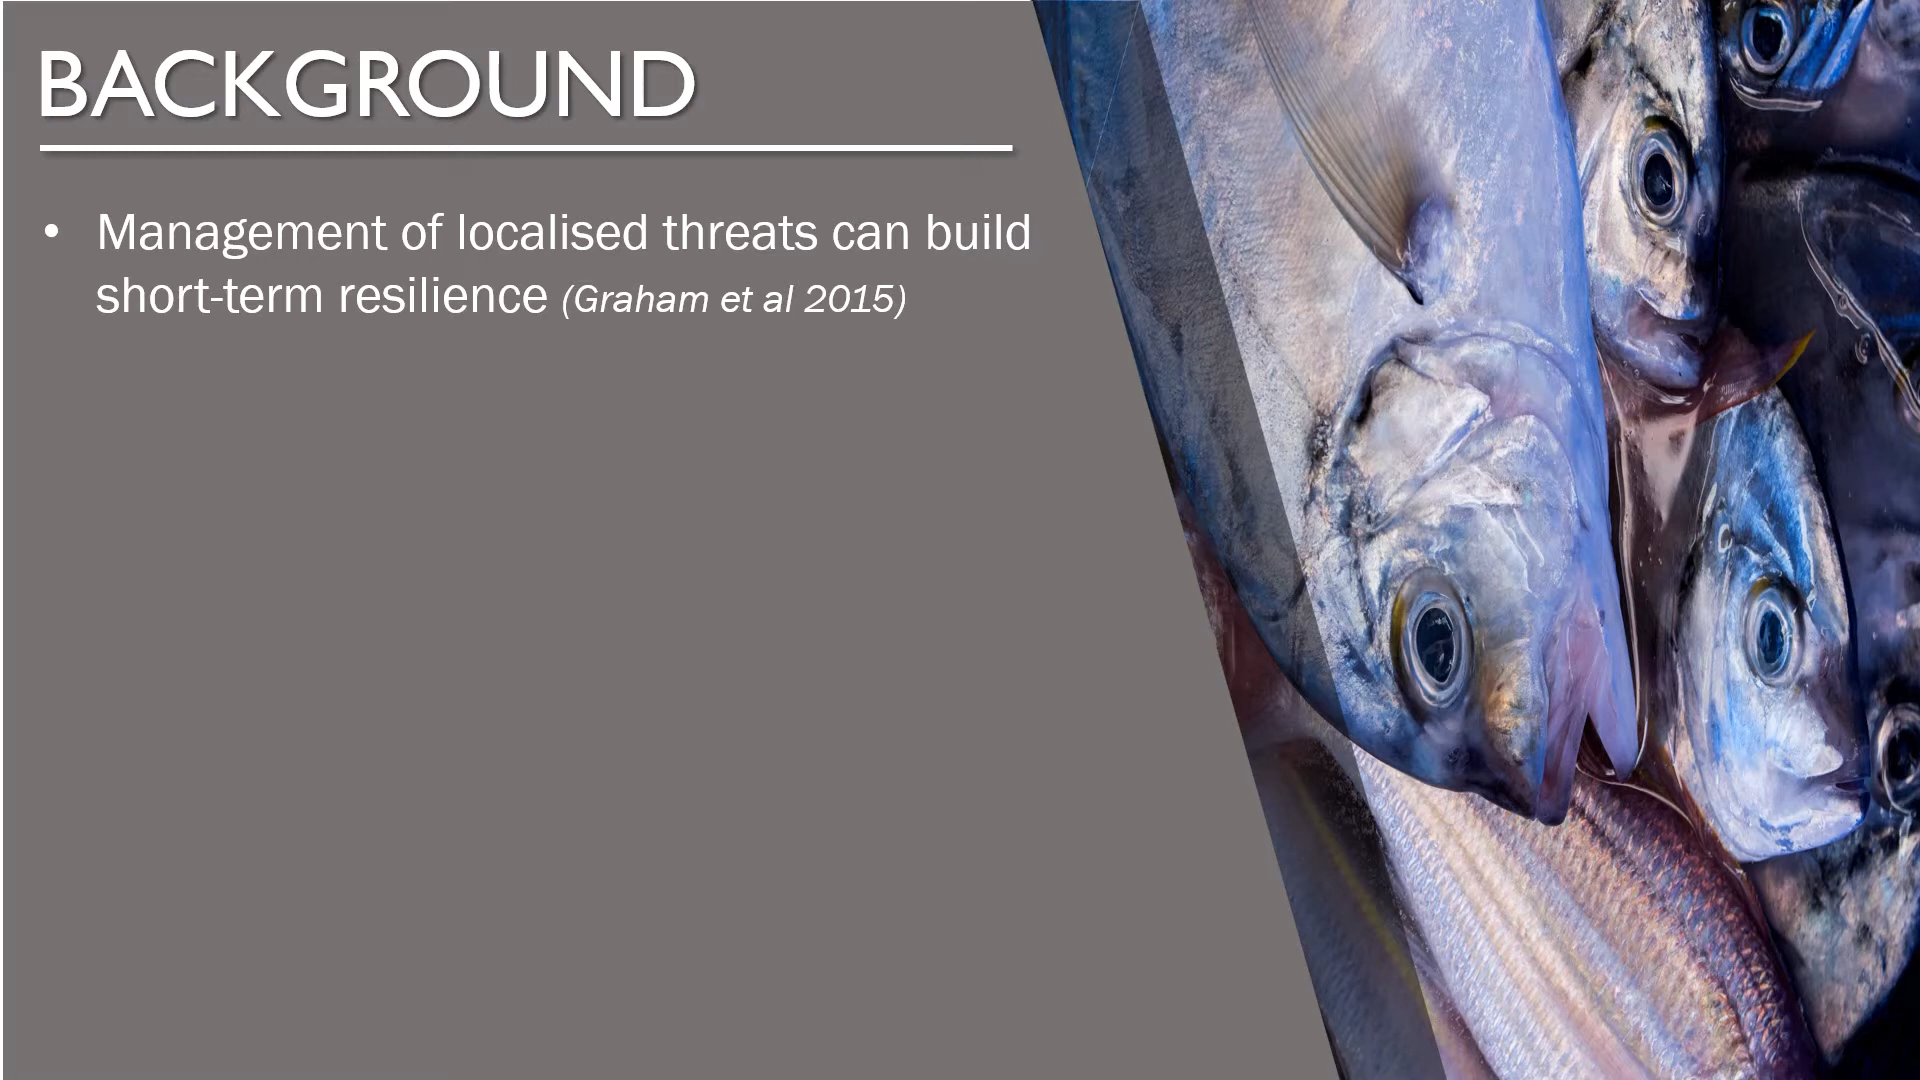 BACKGROUND
• Management of localised threats can build
short-term resilience (Graham et al 2015)